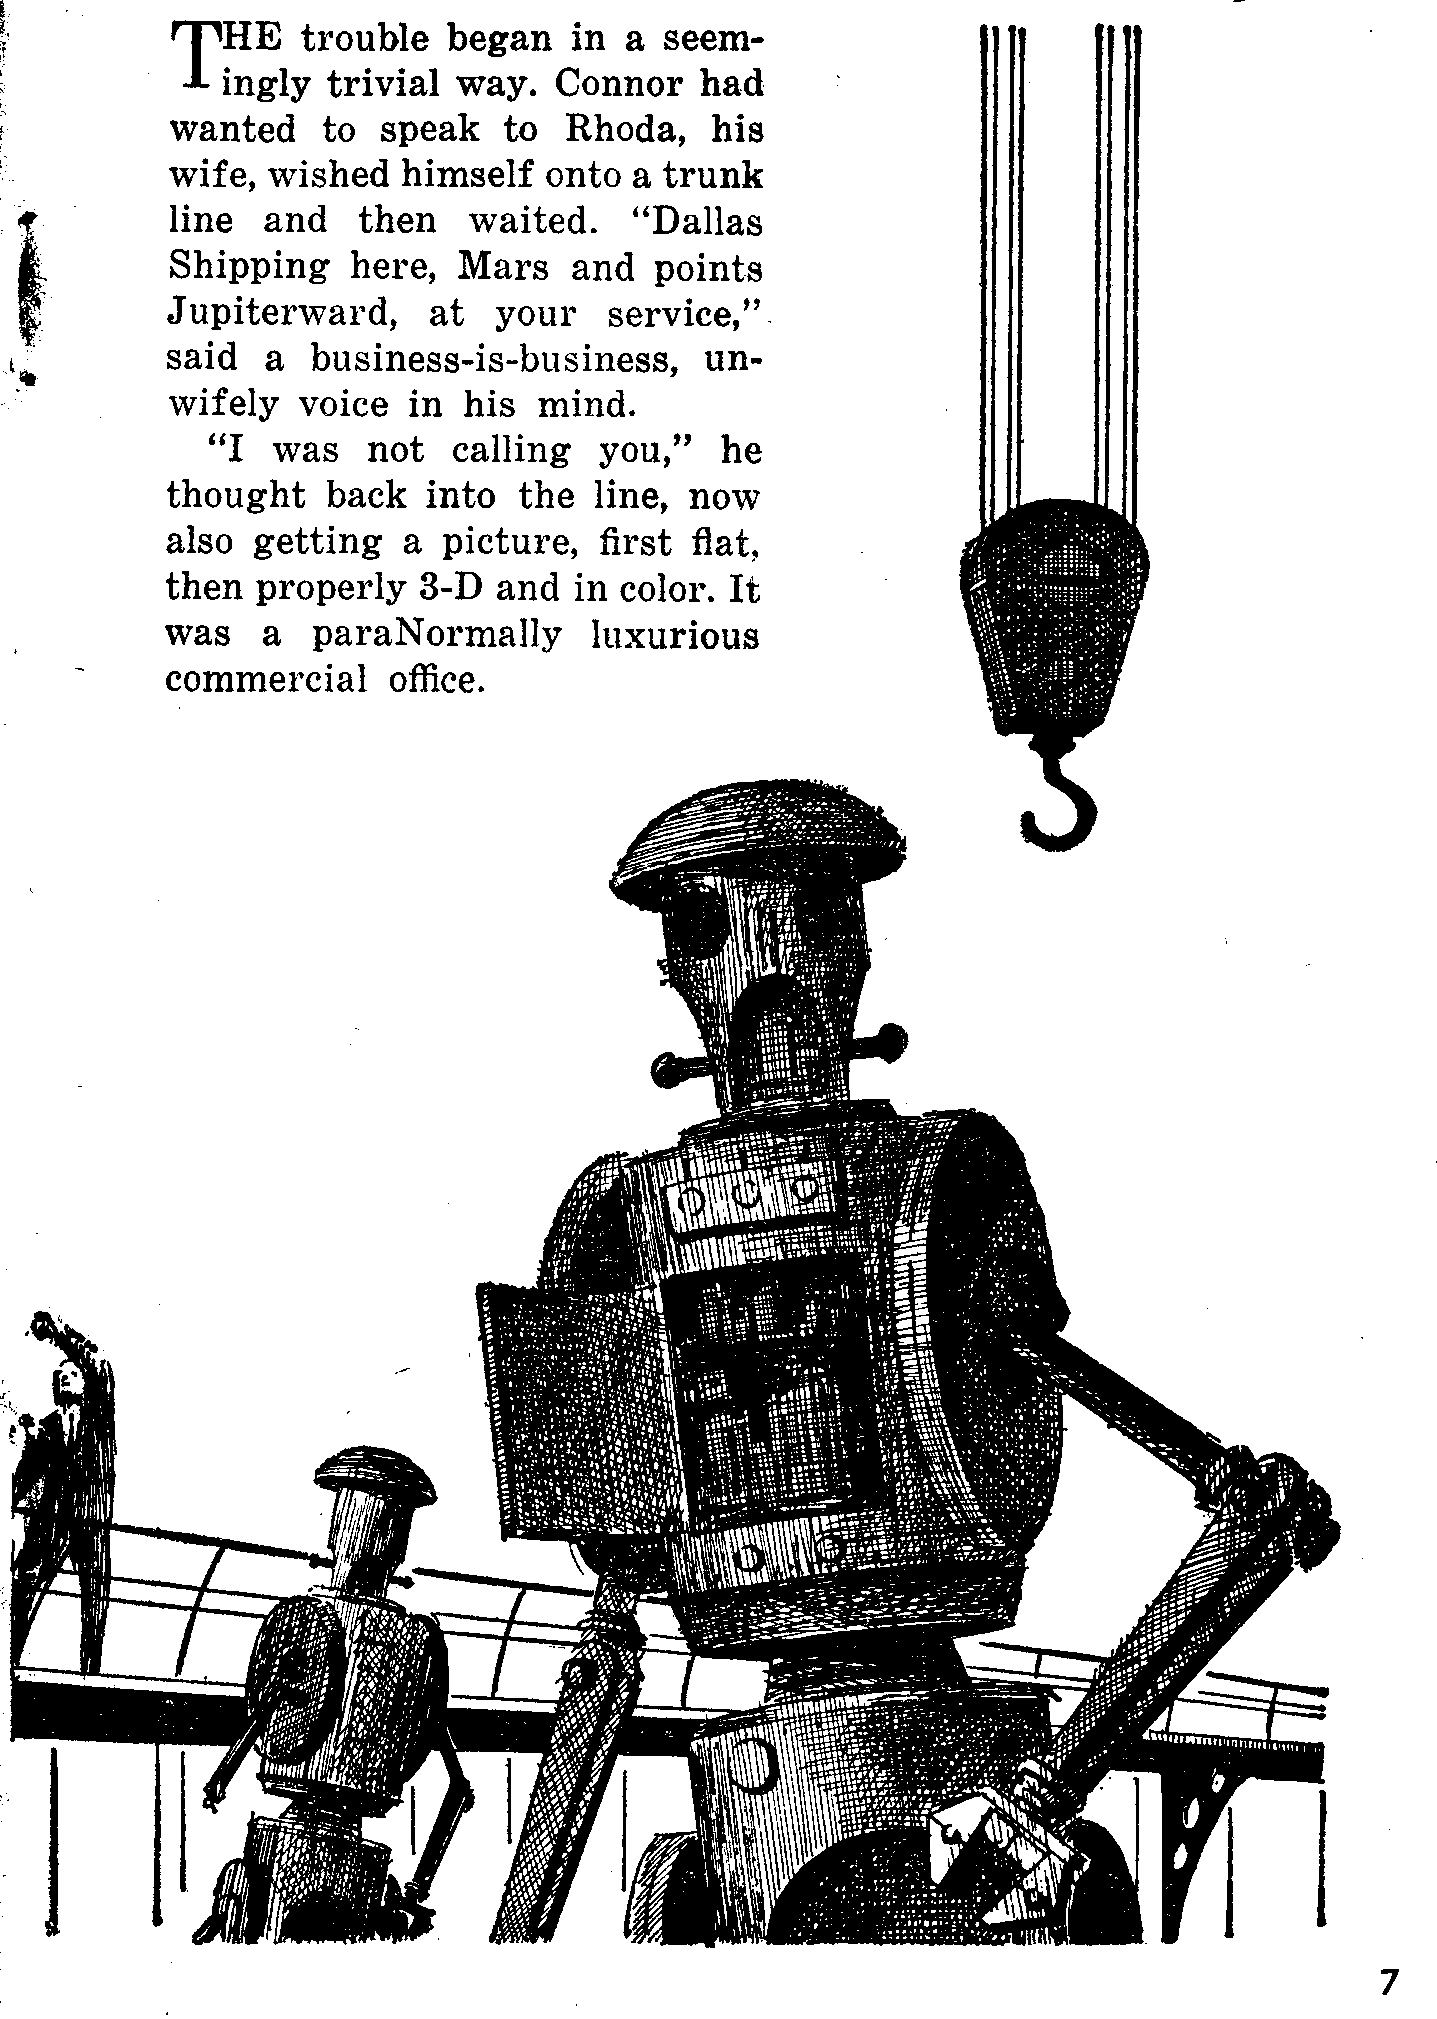 THE trouble began in a seem-
ingly trivial way. Connor had
wanted to speak to Rhoda, his
wife, wished himself onto a trunk
line and then waited. “Dallas
Shipping here, Mars and points
Jupiterward, at your service,”
said a business-is-business, un-
wifely voice in his mind.
“I was not calling you,” he
thought back into the line, now
also getting a picture, first flat,
then properly 3-D and in color. It
was a paraNormally luxurious
commercial office.
7